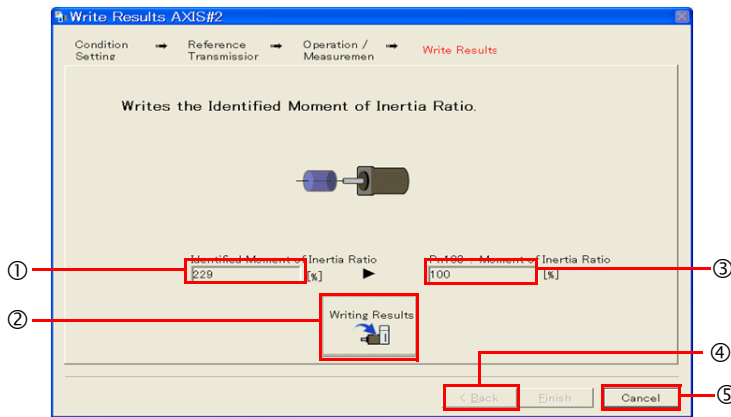 Write Results AXIS#2
Condition Setting → Reference Transmissior → Operation / Measuremen → Write Results
Writes the Identified Moment of Inertia Ratio.
Identified Moment of Inertia Ratio
Pn103 : Moment of Inertia Ratio
① 229 [%] ▶ 100 [%] ③
② Writing Results
④
< Back Finish Cancel ⑤